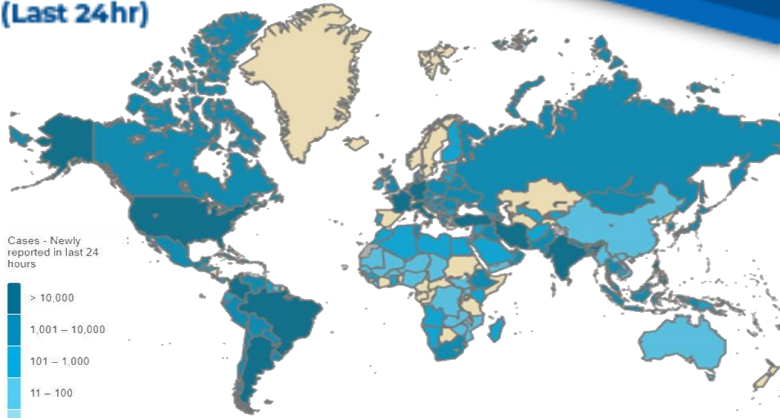 (Last 24hr)
Cases - Newly
reported in last 24
hours
> 10,000
1,001 – 10,000
101 – 1,000
11 – 100